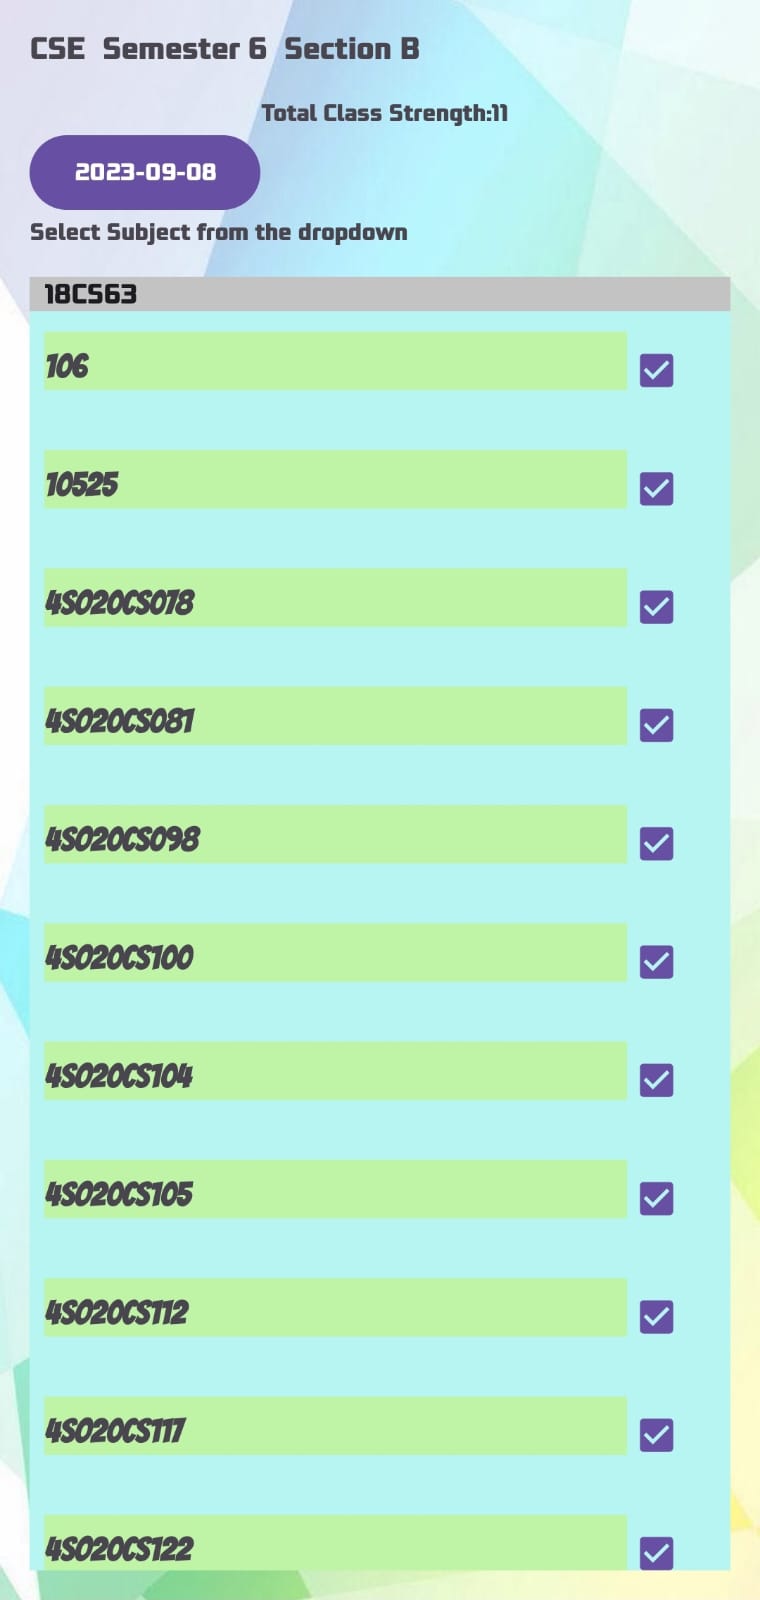 CSE  Semester 6  Section B
Total Class Strength:11
2023-09-08
Select Subject from the dropdown
18CS63
106
10525
4SO20CS078
4SO20CS081
4SO20CS098
4SO20CS100
4SO20CS104
4SO20CS105
4SO20CS112
4SO20CS117
4SO20CS122